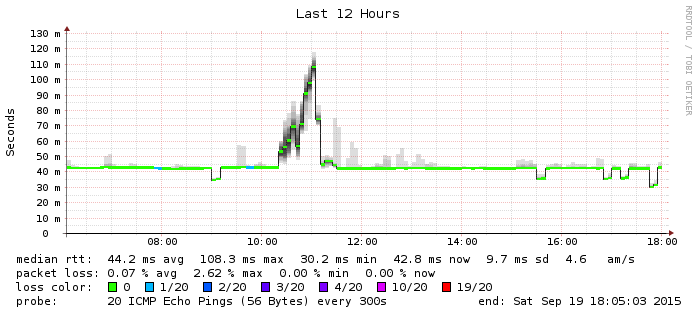 Last 12 Hours
RRDTOOL / TOBI OETIKER
Seconds
130 m
120 m
110 m
100 m
90 m
80 m
70 m
60 m
50 m
40 m
30 m
20 m
10 m
0
08:00 10:00 12:00 14:00 16:00 18:00
median rtt: 44.2 ms avg 108.3 ms max 30.2 ms min 42.8 ms now 9.7 ms sd 4.6 am/s
packet loss: 0.07 % avg 2.62 % max 0.00 % min 0.00 % now
loss color: 0 1/20 2/20 3/20 4/20 10/20 19/20
probe: 20 ICMP Echo Pings (56 Bytes) every 300s end: Sat Sep 19 18:05:03 2015